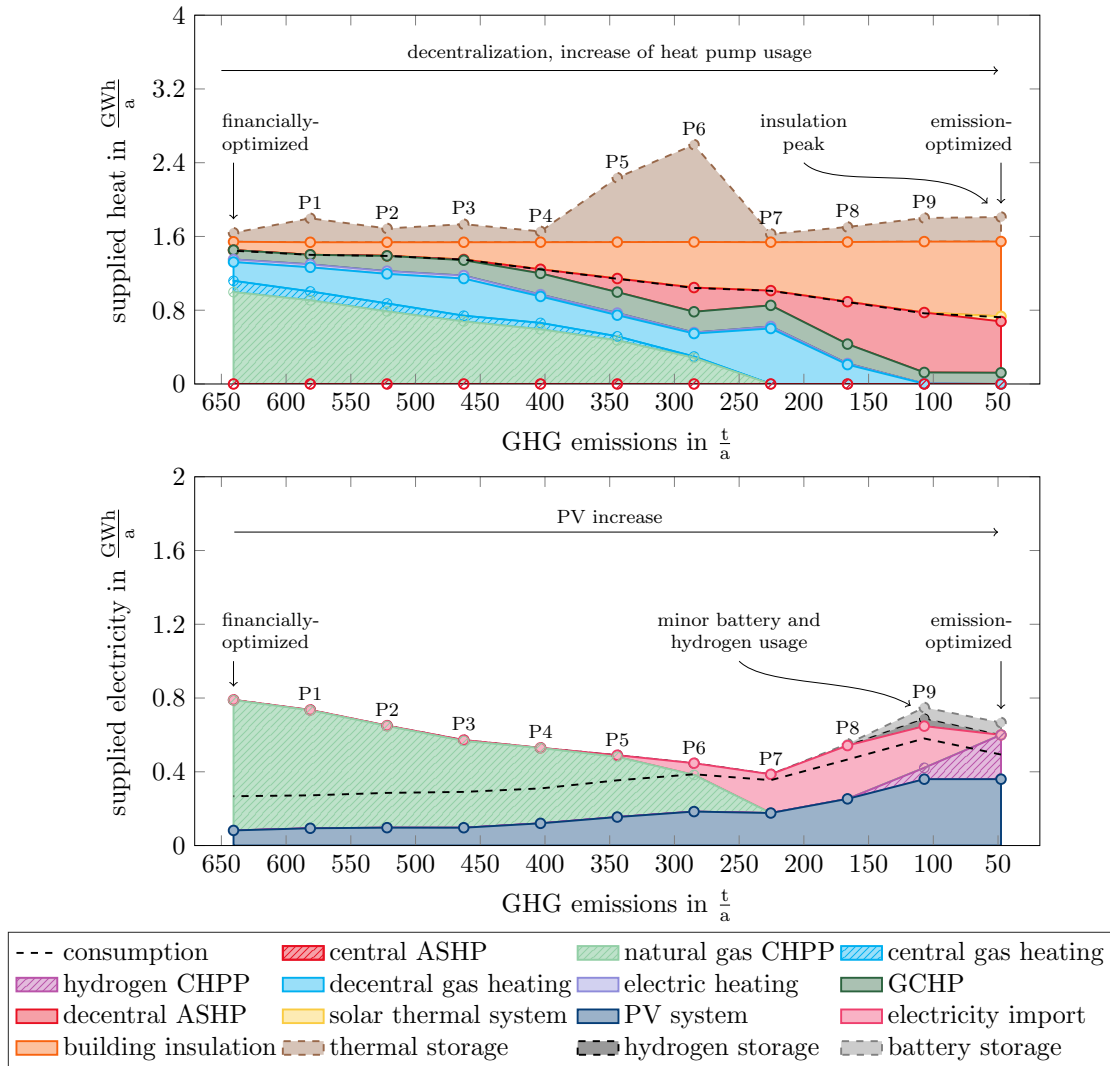 4
3.2
2.4
1.6
0.8
0
supplied heat in GWh/a
decentralization, increase of heat pump usage
financially-
optimized
insulation
peak
emission-
optimized
P1
P2
P3
P4
P5
P6
P7
P8
P9
650 600 550 500 450 400 350 300 250 200 150 100 50
GHG emissions in t/a
2
1.6
1.2
0.8
0.4
0
supplied electricity in GWh/a
PV increase
financially-
optimized
minor battery and
hydrogen usage
emission-
optimized
P1
P2
P3
P4
P5
P6
P7
P8
P9
650 600 550 500 450 400 350 300 250 200 150 100 50
GHG emissions in t/a
consumption central ASHP natural gas CHPP central gas heating
hydrogen CHPP decentral gas heating electric heating GCHP
decentral ASHP solar thermal system PV system electricity import
building insulation thermal storage hydrogen storage battery storage